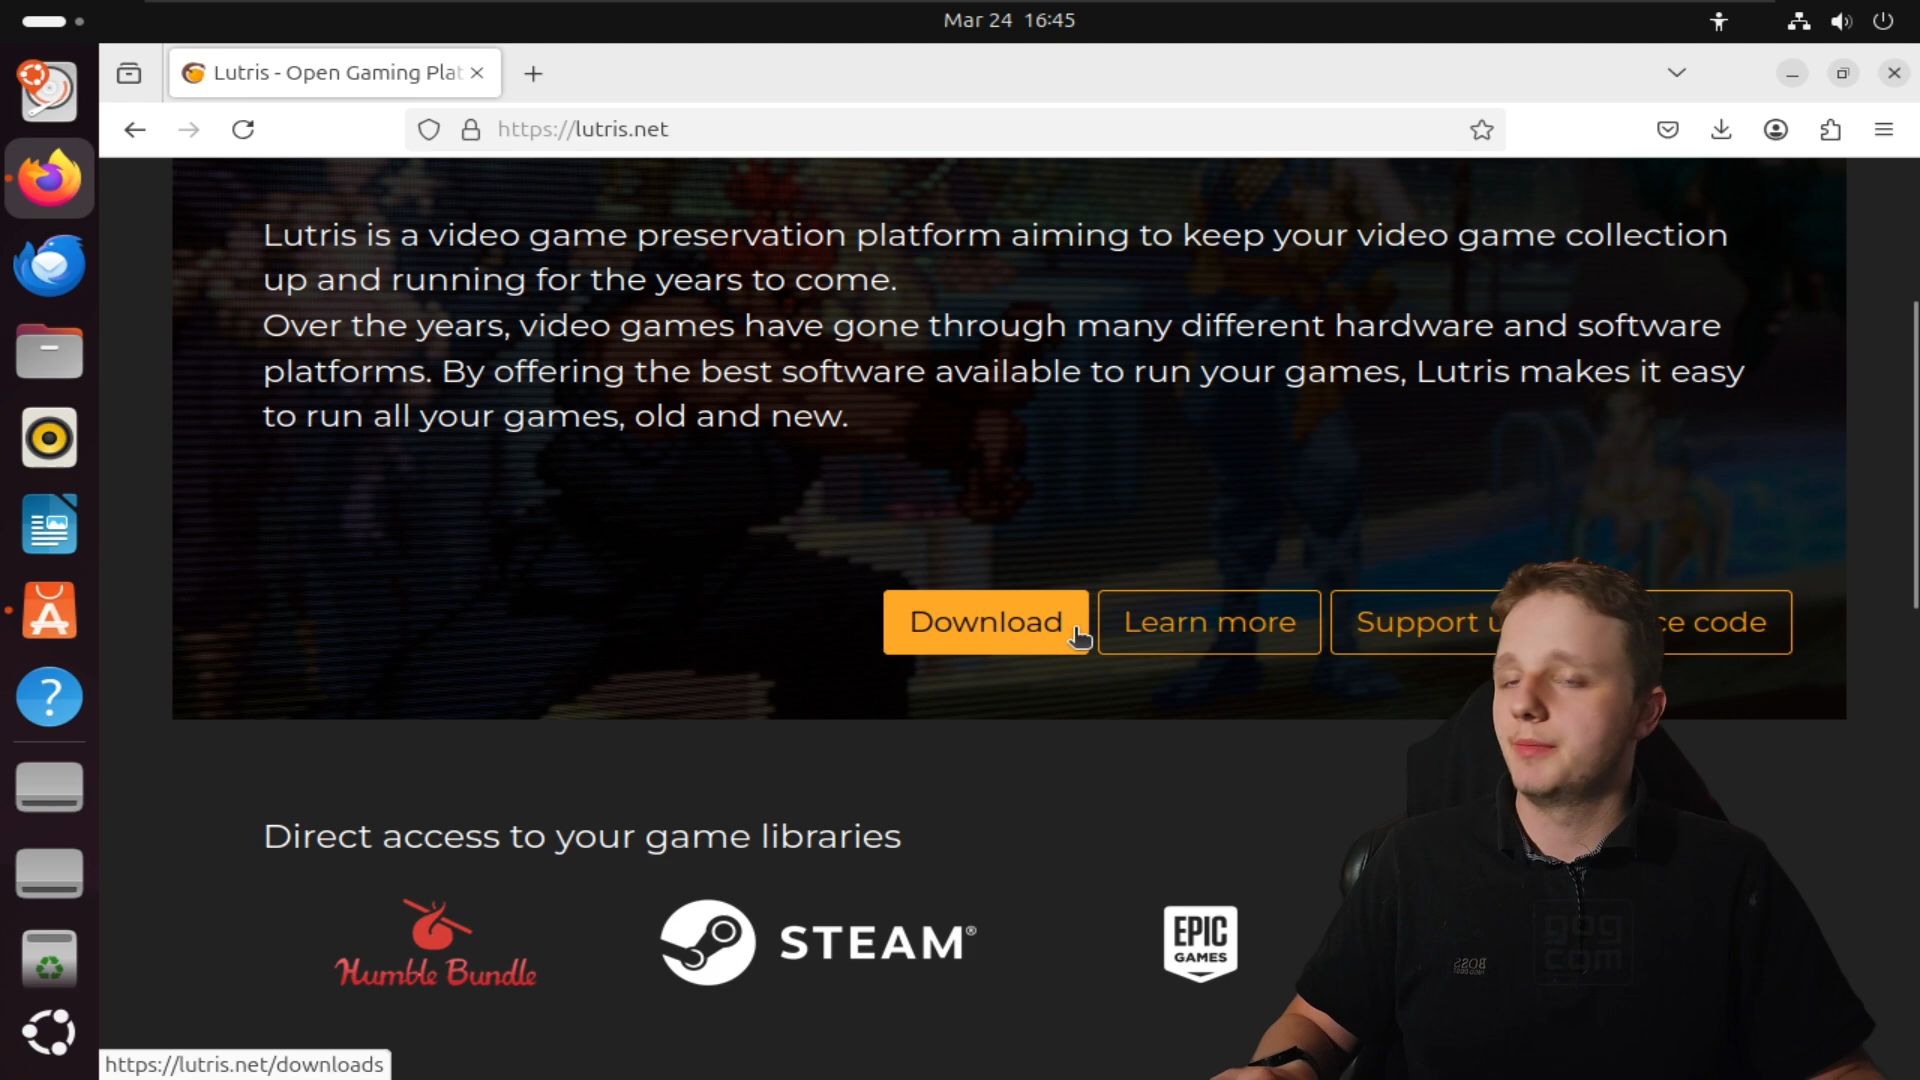 Mar 24 16:45
Lutris - Open Gaming Plat
https://lutris.net
Lutris is a video game preservation platform aiming to keep your video game collection
up and running for the years to come.
Over the years, video games have gone through many different hardware and software
platforms. By offering the best software available to run your games, Lutris makes it easy
to run all your games, old and new.
Download
Learn more
Support
code
Direct access to your game libraries
Humble Bundle
STEAM®
EPIC
GAMES
gog
com
BOSS
https://lutris.net/downloads